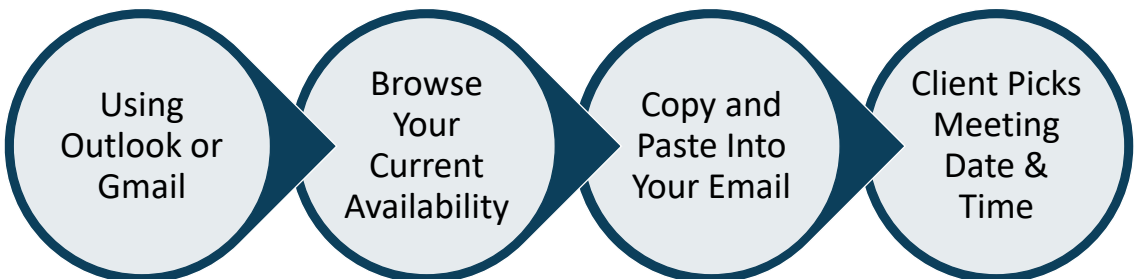 Using
Outlook or
Gmail
Browse
Your
Current
Availability
Copy and
Paste Into
Your Email
Client Picks
Meeting
Date &
Time